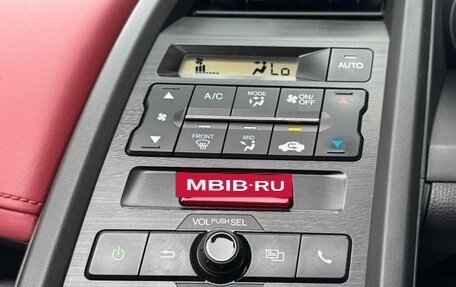 Lo
AUTO
A/C MODE ON/OFF
FRONT MID
MBIB-RU
VOL PUSH SEL